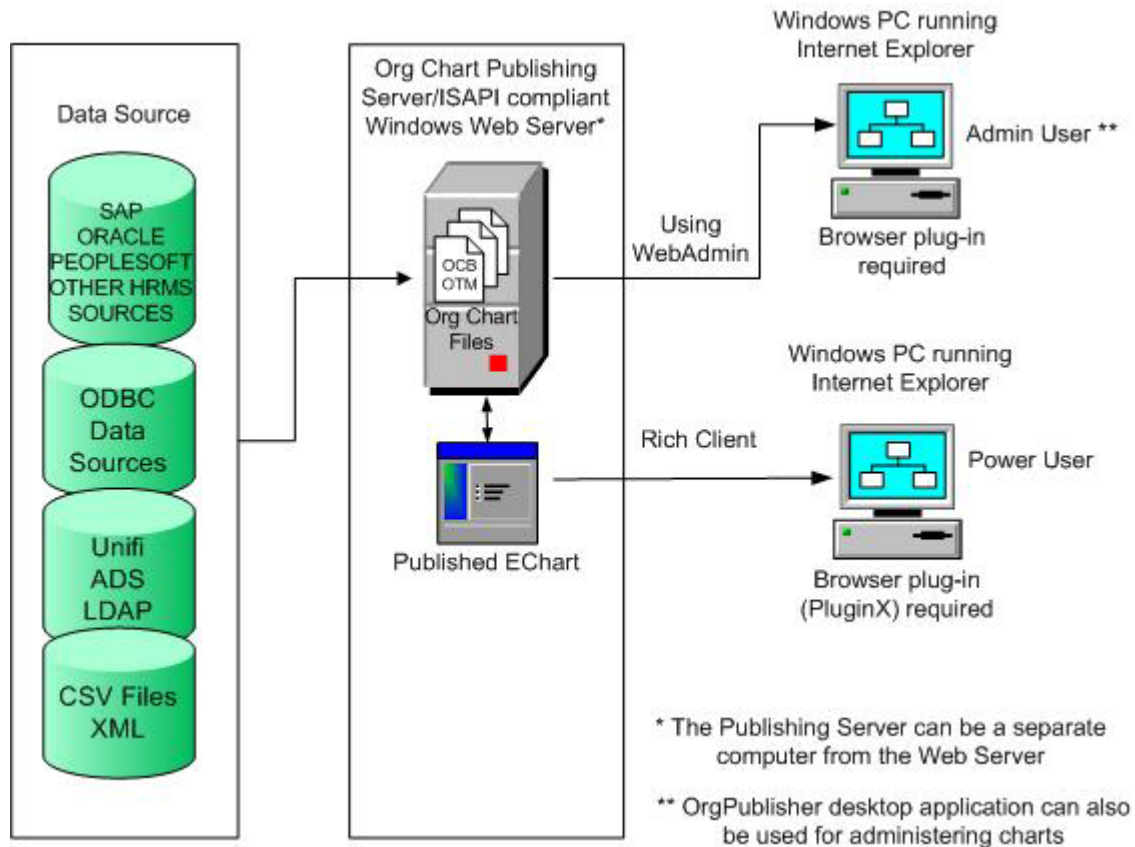 Data Source
SAP
ORACLE
PEOPLESOFT
OTHER HRMS
SOURCES
ODBC
Data
Sources
Unifi
ADS
LDAP
CSV Files
XML
Org Chart Publishing
Server/ISAPI compliant
Windows Web Server*
OCB
OTM
Org Chart
Files
Published EChart
Using
WebAdmin
Rich Client
Windows PC running
Internet Explorer
Admin User **
Browser plug-in
required
Windows PC running
Internet Explorer
Power User
Browser plug-in
(PluginX) required
* The Publishing Server can be a separate
computer from the Web Server
** OrgPublisher desktop application can also
be used for administering charts